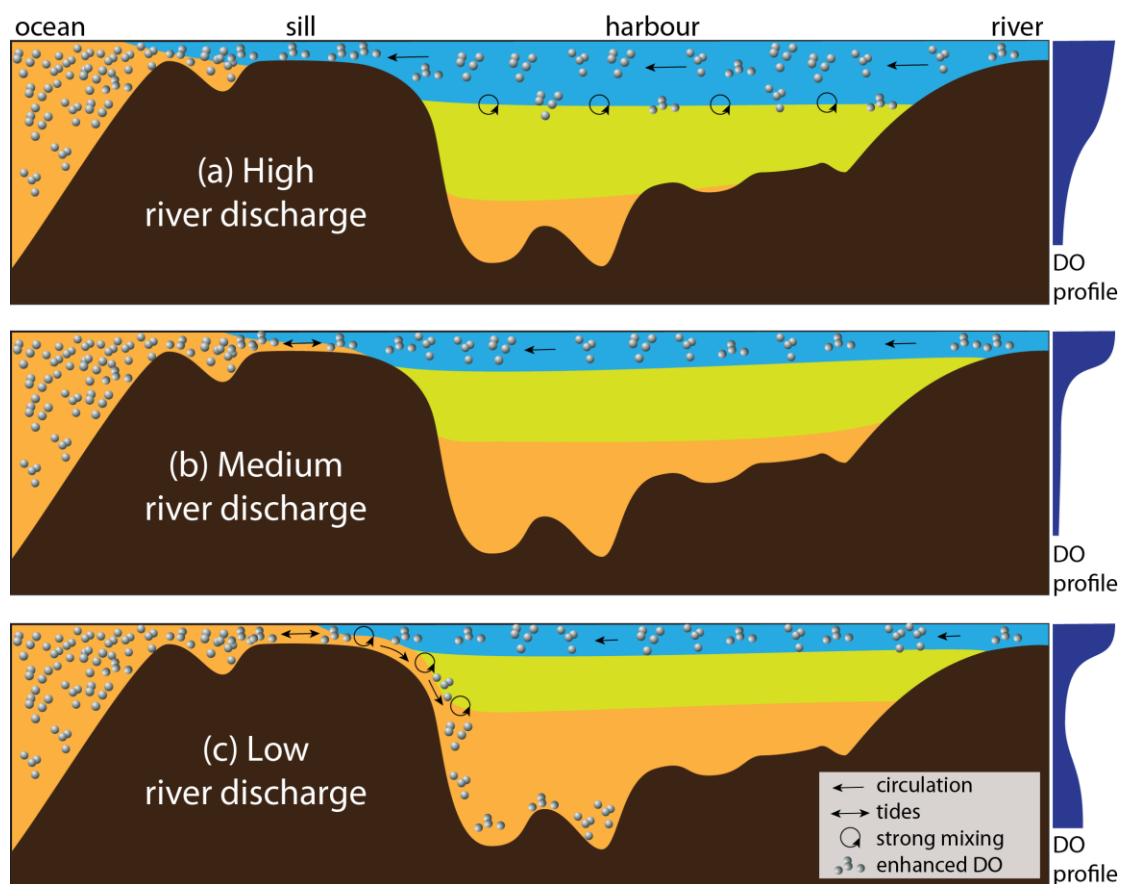 ocean sill harbour river
(a) High
river discharge
DO
profile
(b) Medium
river discharge
DO
profile
(c) Low
river discharge
circulation
tides
strong mixing
enhanced DO
DO
profile